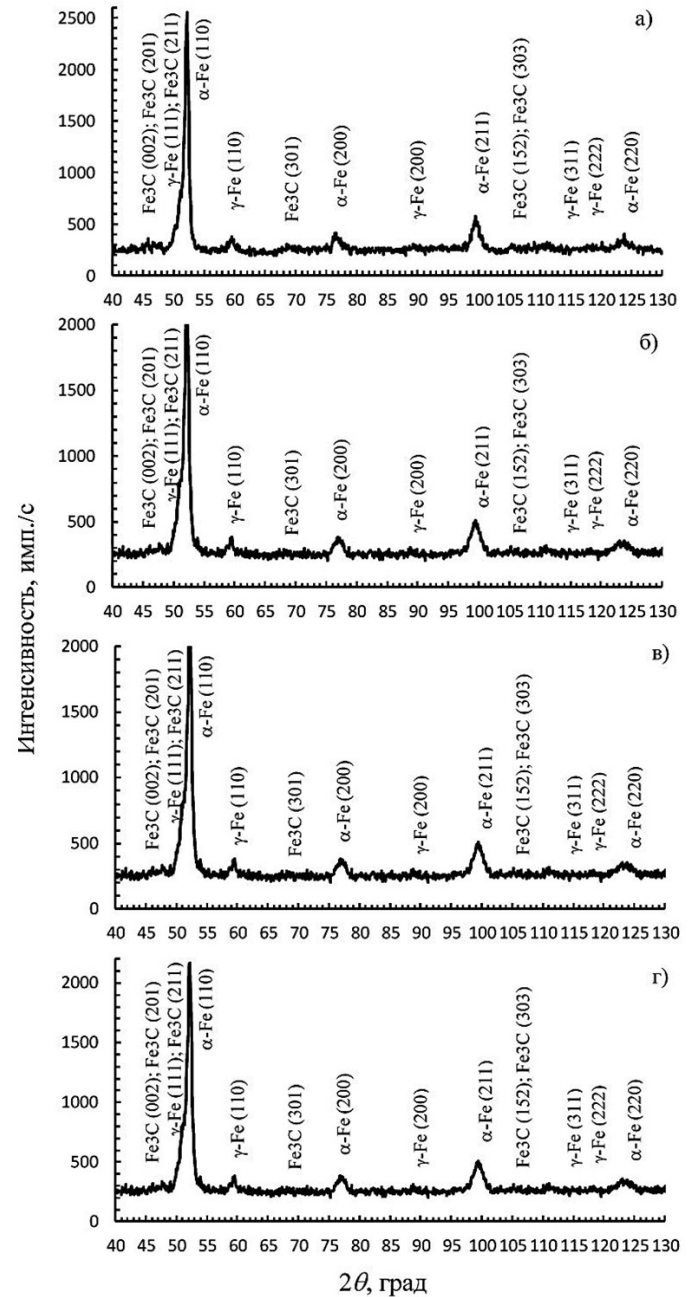 Интенсивность, имп./с
а)
2500
2000
1500
1000
500
0
Fe3C (002); Fe3C (201)
γ-Fe (111); Fe3C (211)
α-Fe (110)
γ-Fe (110)
Fe3C (301)
α-Fe (200)
γ-Fe (200)
α-Fe (211)
Fe3C (152); Fe3C (303)
γ-Fe (311)
γ-Fe (222)
α-Fe (220)
40 45 50 55 60 65 70 75 80 85 90 95 100 105 110 115 120 125 130
б)
2000
1500
1000
500
0
Fe3C (002); Fe3C (201)
γ-Fe (111); Fe3C (211)
α-Fe (110)
γ-Fe (110)
Fe3C (301)
α-Fe (200)
γ-Fe (200)
α-Fe (211)
Fe3C (152); Fe3C (303)
γ-Fe (311)
γ-Fe (222)
α-Fe (220)
40 45 50 55 60 65 70 75 80 85 90 95 100 105 110 115 120 125 130
в)
2000
1500
1000
500
0
Fe3C (002); Fe3C (201)
γ-Fe (111); Fe3C (211)
α-Fe (110)
γ-Fe (110)
Fe3C (301)
α-Fe (200)
γ-Fe (200)
α-Fe (211)
Fe3C (152); Fe3C (303)
γ-Fe (311)
γ-Fe (222)
α-Fe (220)
40 45 50 52 60 65 70 75 80 85 90 95 100 105 110 115 120 125 130
г)
2000
1500
1000
500
0
Fe3C (002); Fe3C (201)
γ-Fe (111); Fe3C (211)
α-Fe (110)
γ-Fe (110)
Fe3C (301)
α-Fe (200)
γ-Fe (200)
α-Fe (211)
Fe3C (152); Fe3C (303)
γ-Fe (311)
γ-Fe (222)
α-Fe (220)
40 45 50 52 60 65 70 75 80 85 90 95 100 105 110 115 120 125 130
2θ, град